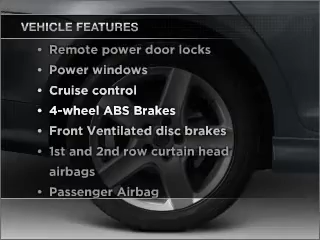 VEHICLE FEATURES
• Remote power door locks
• Power windows
• Cruise control
• 4-wheel ABS Brakes
• Front Ventilated disc brakes
• 1st and 2nd row curtain head
airbags
• Passenger Airbag